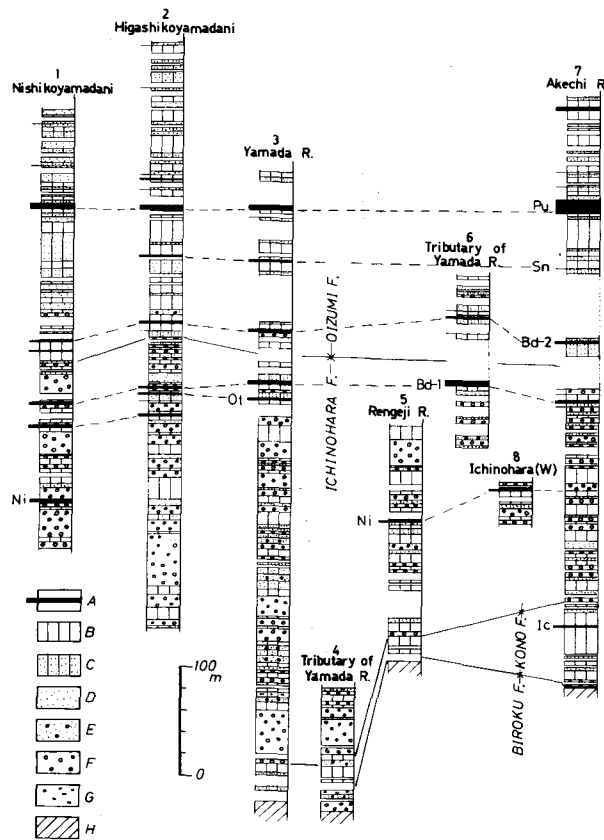 1
Nishikoyamadani
2
Higashikoyamadani
3
Yamada R.
7
Akechi R.
Pu
6
Tributary of
Yamada R.
Sn
OIZUMI F.
ICHINOHARA F.
Bd-2
Bd-1
Ot
5
Rengeji R.
8
Ichinohara (W)
Ni
Ni
KONO F.
BIROKU F.
Ic
4
Tributary of
Yamada R.
100
m
0
A
B
C
D
E
F
G
H